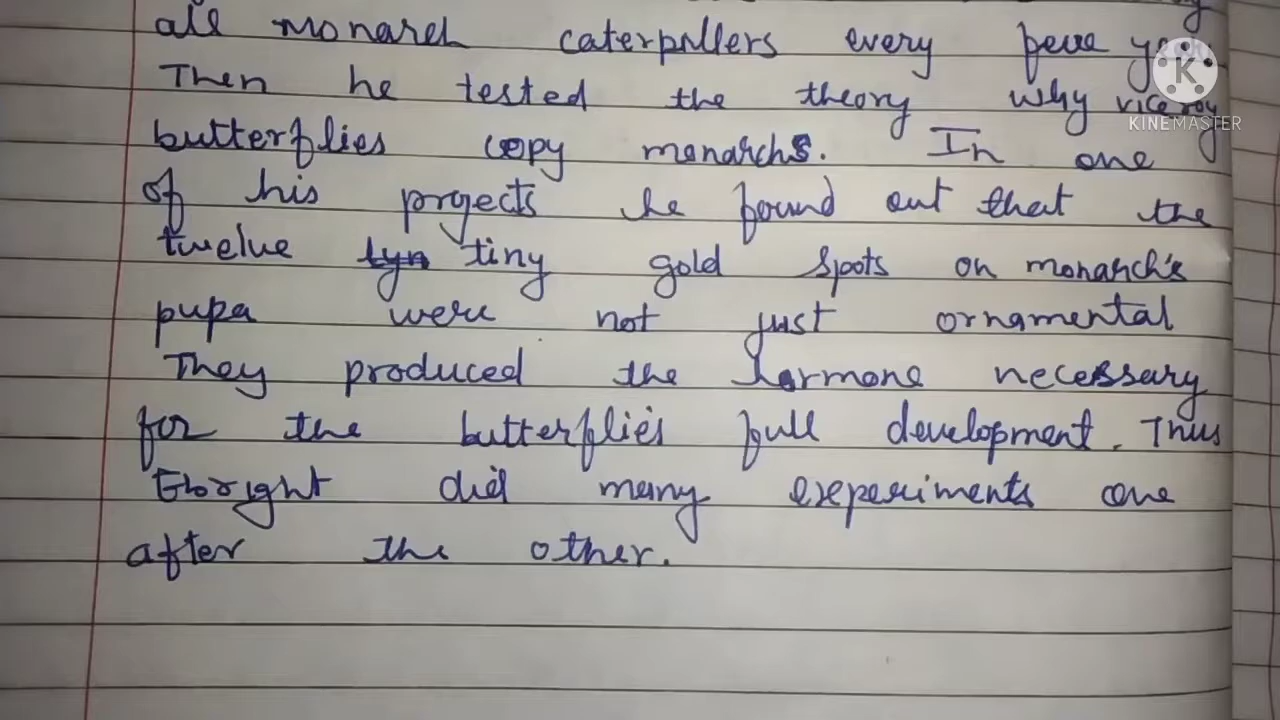 all monarch caterpillers every few years
Then he tested the theory why viceroy
butterflies copy monarchs. In one
of his projects he found out that the
twelve tiny gold spots on monarch's
pupa were not just ornamental
They produced the hormone necessary
for the butterflies full development. Thus
Ebright did many experiments one
after the other.
KINEMASTER